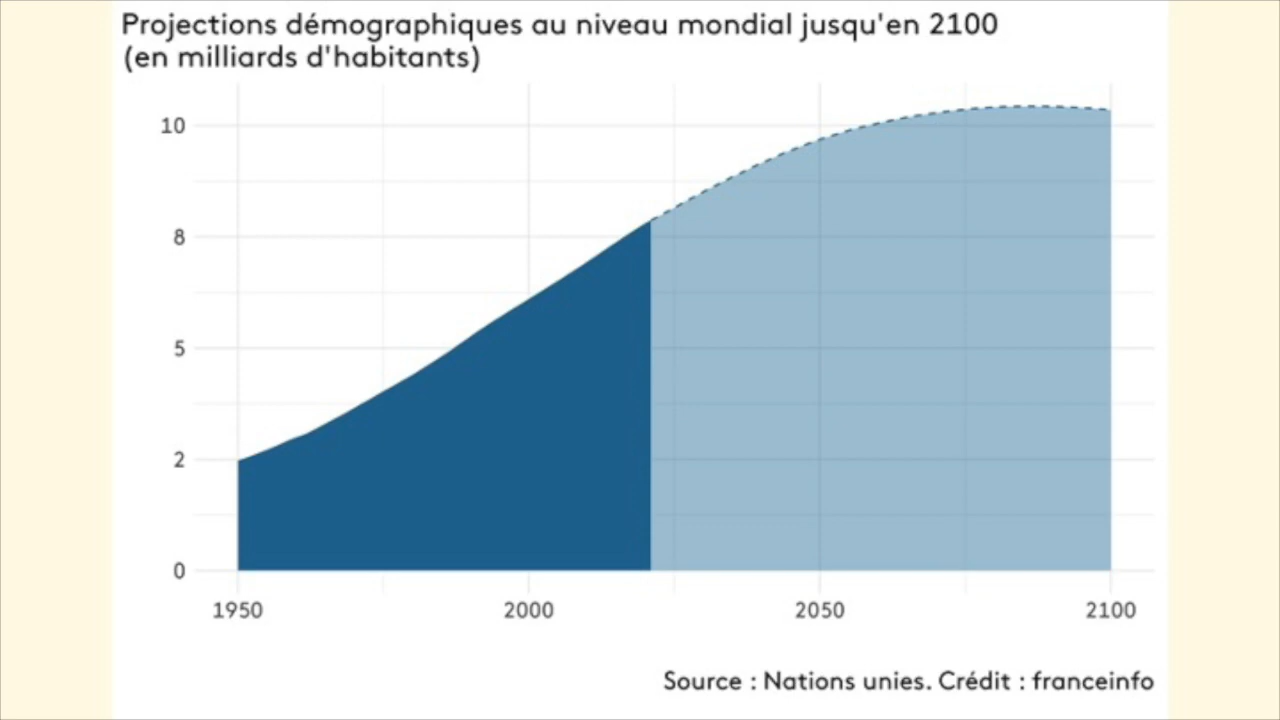 Projections démographiques au niveau mondial jusqu'en 2100
(en milliards d'habitants)
10
8
5
2
0
1950 2000 2050 2100
Source : Nations unies. Crédit : franceinfo